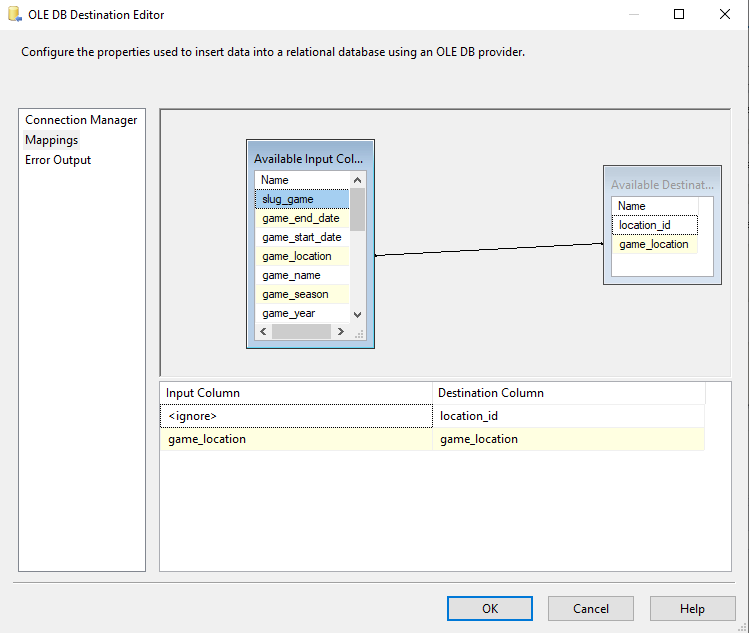 OLE DB Destination Editor
Configure the properties used to insert data into a relational database using an OLE DB provider.
Connection Manager
Mappings
Error Output
Available Input Col...
Name
slug_game
game_end_date
game_start_date
game_location
game_name
game_season
game_year
Available Destinat...
Name
location_id
game_location
Input Column Destination Column
<ignore> location_id
game_location game_location
OK Cancel Help